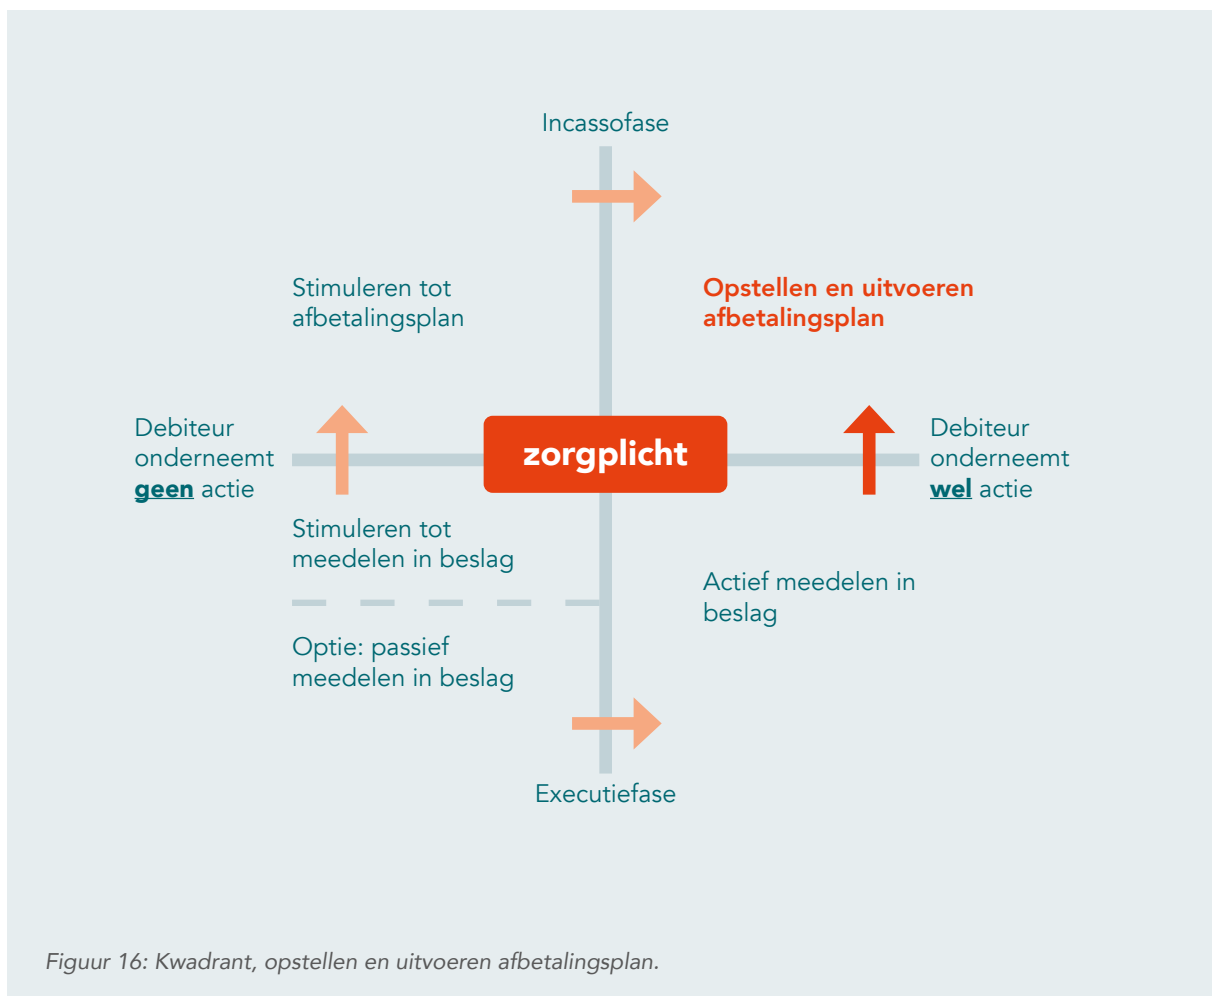 Incassofase
Stimuleren tot
afbetalingsplan
Opstellen en uitvoeren
afbetalingsplan
Debiteur
onderneemt
geen actie
zorgplicht
Debiteur
onderneemt
wel actie
Stimuleren tot
meedelen in beslag
Actief meedelen in
beslag
Optie: passief
meedelen in beslag
Executiefase
Figuur 16: Kwadrant, opstellen en uitvoeren afbetalingsplan.